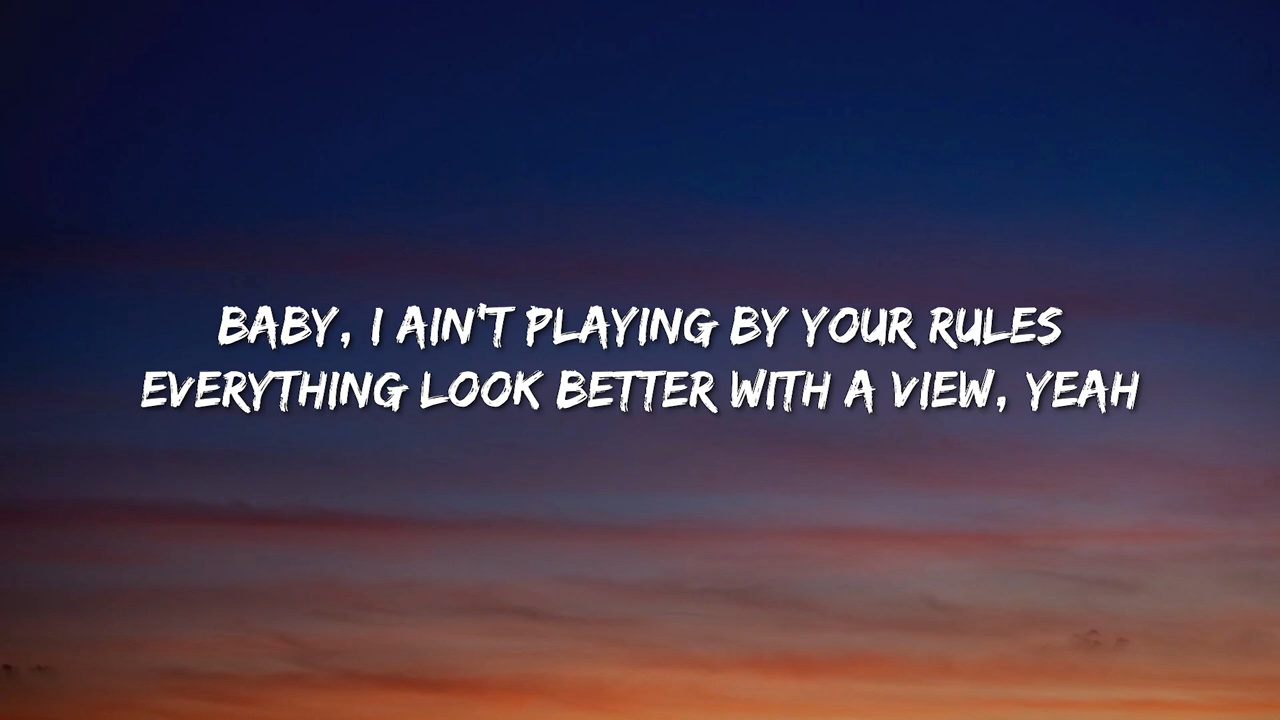 BABY, I AIN'T PLAYING BY YOUR RULES
EVERYTHING LOOK BETTER WITH A VIEW, YEAH